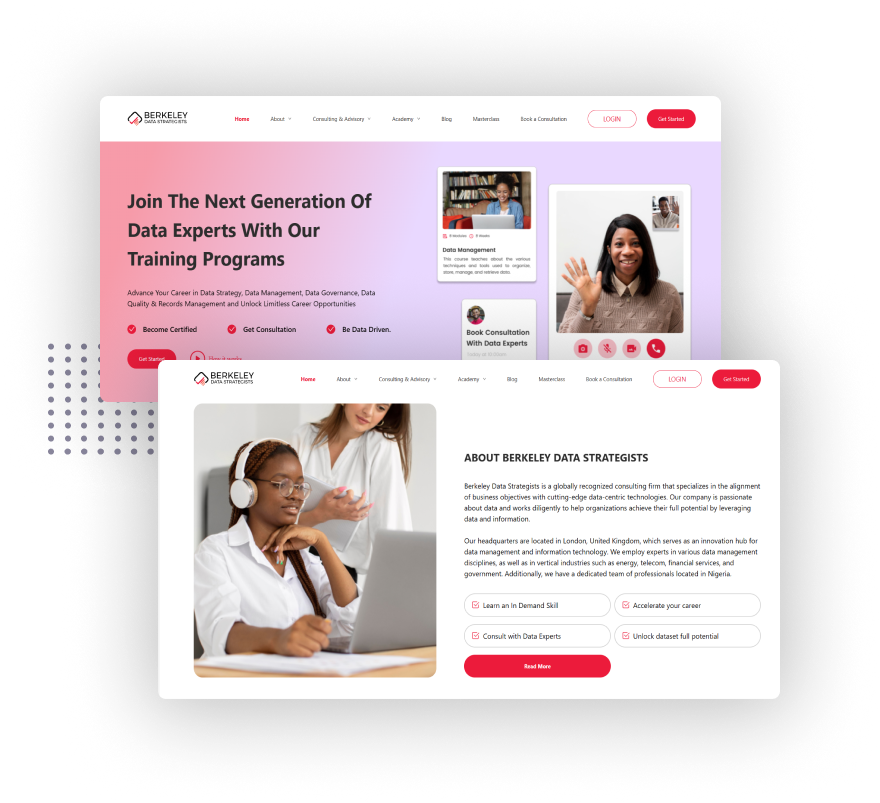 BERKELEY
DATA STRATEGISTS
Home About Consulting & Advisory Academy Blog Masterclass Book a Consultation LOGIN Get Started
Join The Next Generation Of
Data Experts With Our
Training Programs
Advance Your Career in Data Strategy, Data Management, Data Governance, Data
Quality & Records Management and Unlock Limitless Career Opportunities
Become Certified Get Consultation Be Data Driven.
Get Started
Data Management
This course teaches about the various
techniques and tools used to organize,
store, manage, and retrieve data.
Book Consultation
With Data Experts
BERKELEY
DATA STRATEGISTS
Home About Consulting & Advisory Academy Blog Masterclass Book a Consultation LOGIN Get Started
ABOUT BERKELEY DATA STRATEGISTS
Berkeley Data Strategists is a globally recognized consulting firm that specializes in the alignment
of business objectives with cutting-edge data-centric technologies. Our company is passionate
about data and works diligently to help organizations achieve their full potential by leveraging
data and information.
Our headquarters are located in London, United Kingdom, which serves as an innovation hub for
data management and information technology. We employ experts in various data management
disciplines, as well as in vertical industries such as energy, telecom, financial services, and
government. Additionally, we have a dedicated team of professionals located in Nigeria.
Learn an In Demand Skill Accelerate your career
Consult with Data Experts Unlock dataset full potential
Read More